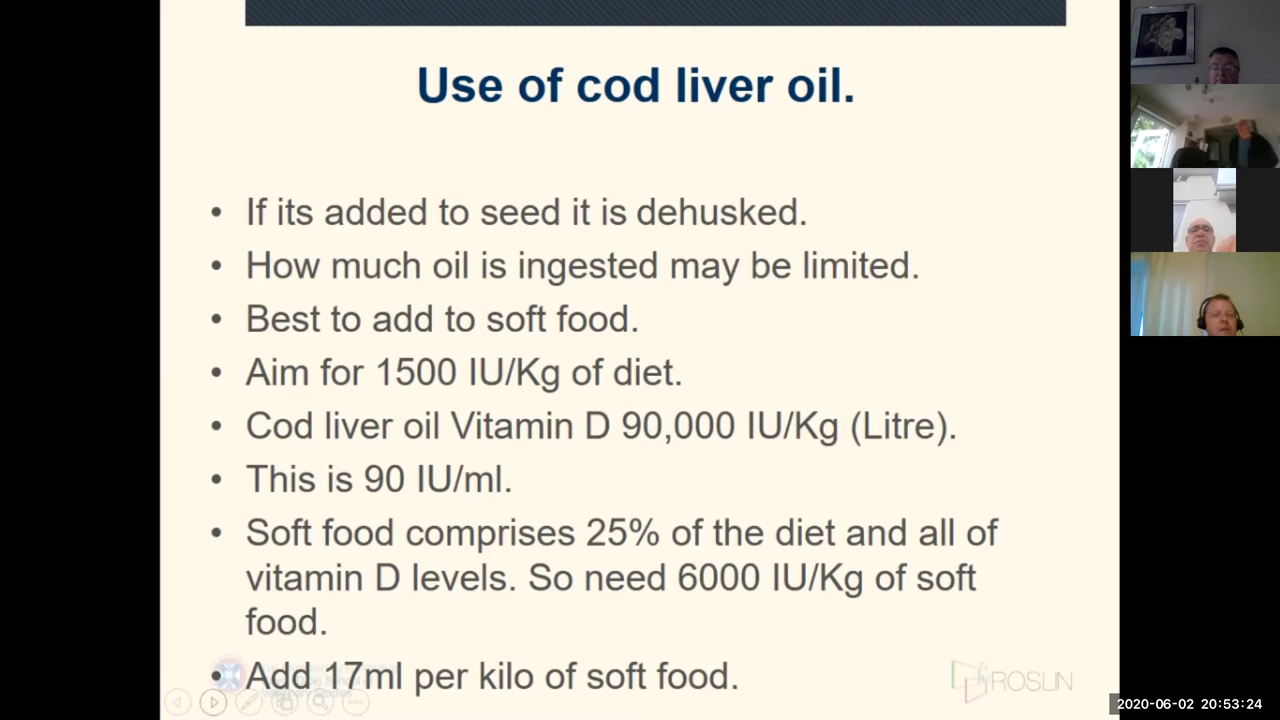 Use of cod liver oil.
• If its added to seed it is dehusked.
• How much oil is ingested may be limited.
• Best to add to soft food.
• Aim for 1500 IU/Kg of diet.
• Cod liver oil Vitamin D 90,000 IU/Kg (Litre).
• This is 90 IU/ml.
• Soft food comprises 25% of the diet and all of
vitamin D levels. So need 6000 IU/Kg of soft
food.
• Add 17ml per kilo of soft food.
ROSLIN
2020-06-02 20:53:24